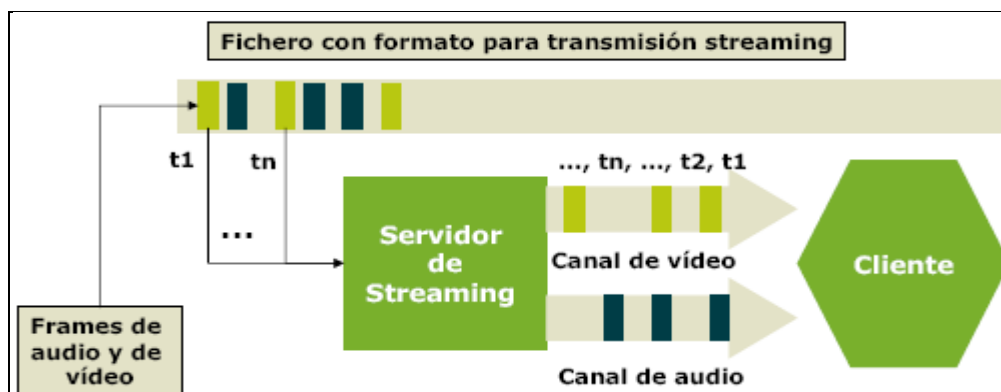 Fichero con formato para transmisión streaming
t1
tn
..., tn, ..., t2, t1
...
Servidor
de
Streaming
Canal de vídeo
Cliente
Frames de
audio y de
vídeo
Canal de audio